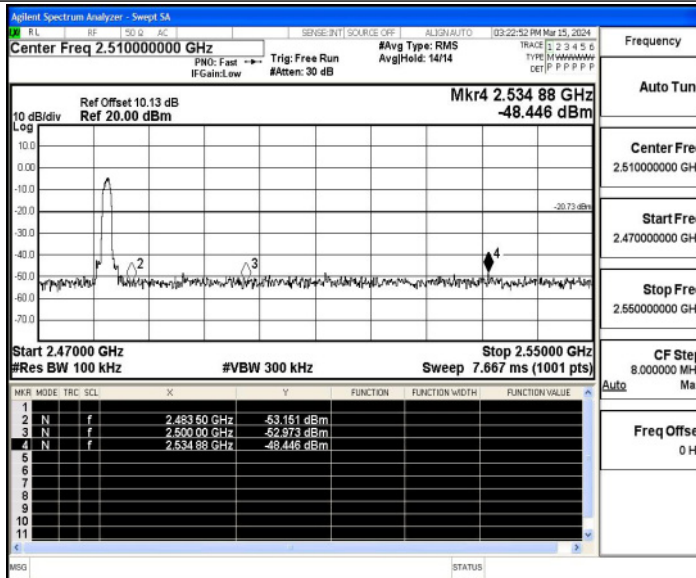 Agilent Spectrum Analyzer - Swept SA
LXI RL RF 50 Ω AC SENSE:INT SOURCE OFF ALIGNAUTO 03:22:52 PM Mar 15, 2024
Center Freq 2.510000000 GHz
PNO: Fast
IFGain:Low
Trig: Free Run
#Atten: 30 dB
#Avg Type: RMS
Avg|Hold: 14/14
TRACE 1 2 3 4 5 6
TYPE M W W W W W
DET P P P P P P
Mkr4 2.534 88 GHz
-48.446 dBm
Ref Offset 10.13 dB
10 dB/div Ref 20.00 dBm
Log
10.0
0.00
-10.0
-20.0
-30.0
-40.0
-50.0
-60.0
-70.0
-20.73 dBm
2
3
4
Start 2.47000 GHz Stop 2.55000 GHz
#Res BW 100 kHz #VBW 300 kHz Sweep 7.667 ms (1001 pts)
MKR MODE TRC SCL X Y FUNCTION FUNCTION WIDTH FUNCTION VALUE
1
2 N f 2.483 50 GHz -53.151 dBm
3 N f 2.500 00 GHz -52.973 dBm
4 N f 2.534 88 GHz -48.446 dBm
5
6
7
8
9
10
11
MSG STATUS
Frequency
Auto Tun
Center Fre
2.510000000 GH
Start Fre
2.470000000 GH
Stop Fre
2.550000000 GH
CF Step
8.000000 MH
Auto Ma
Freq Offse
0 H